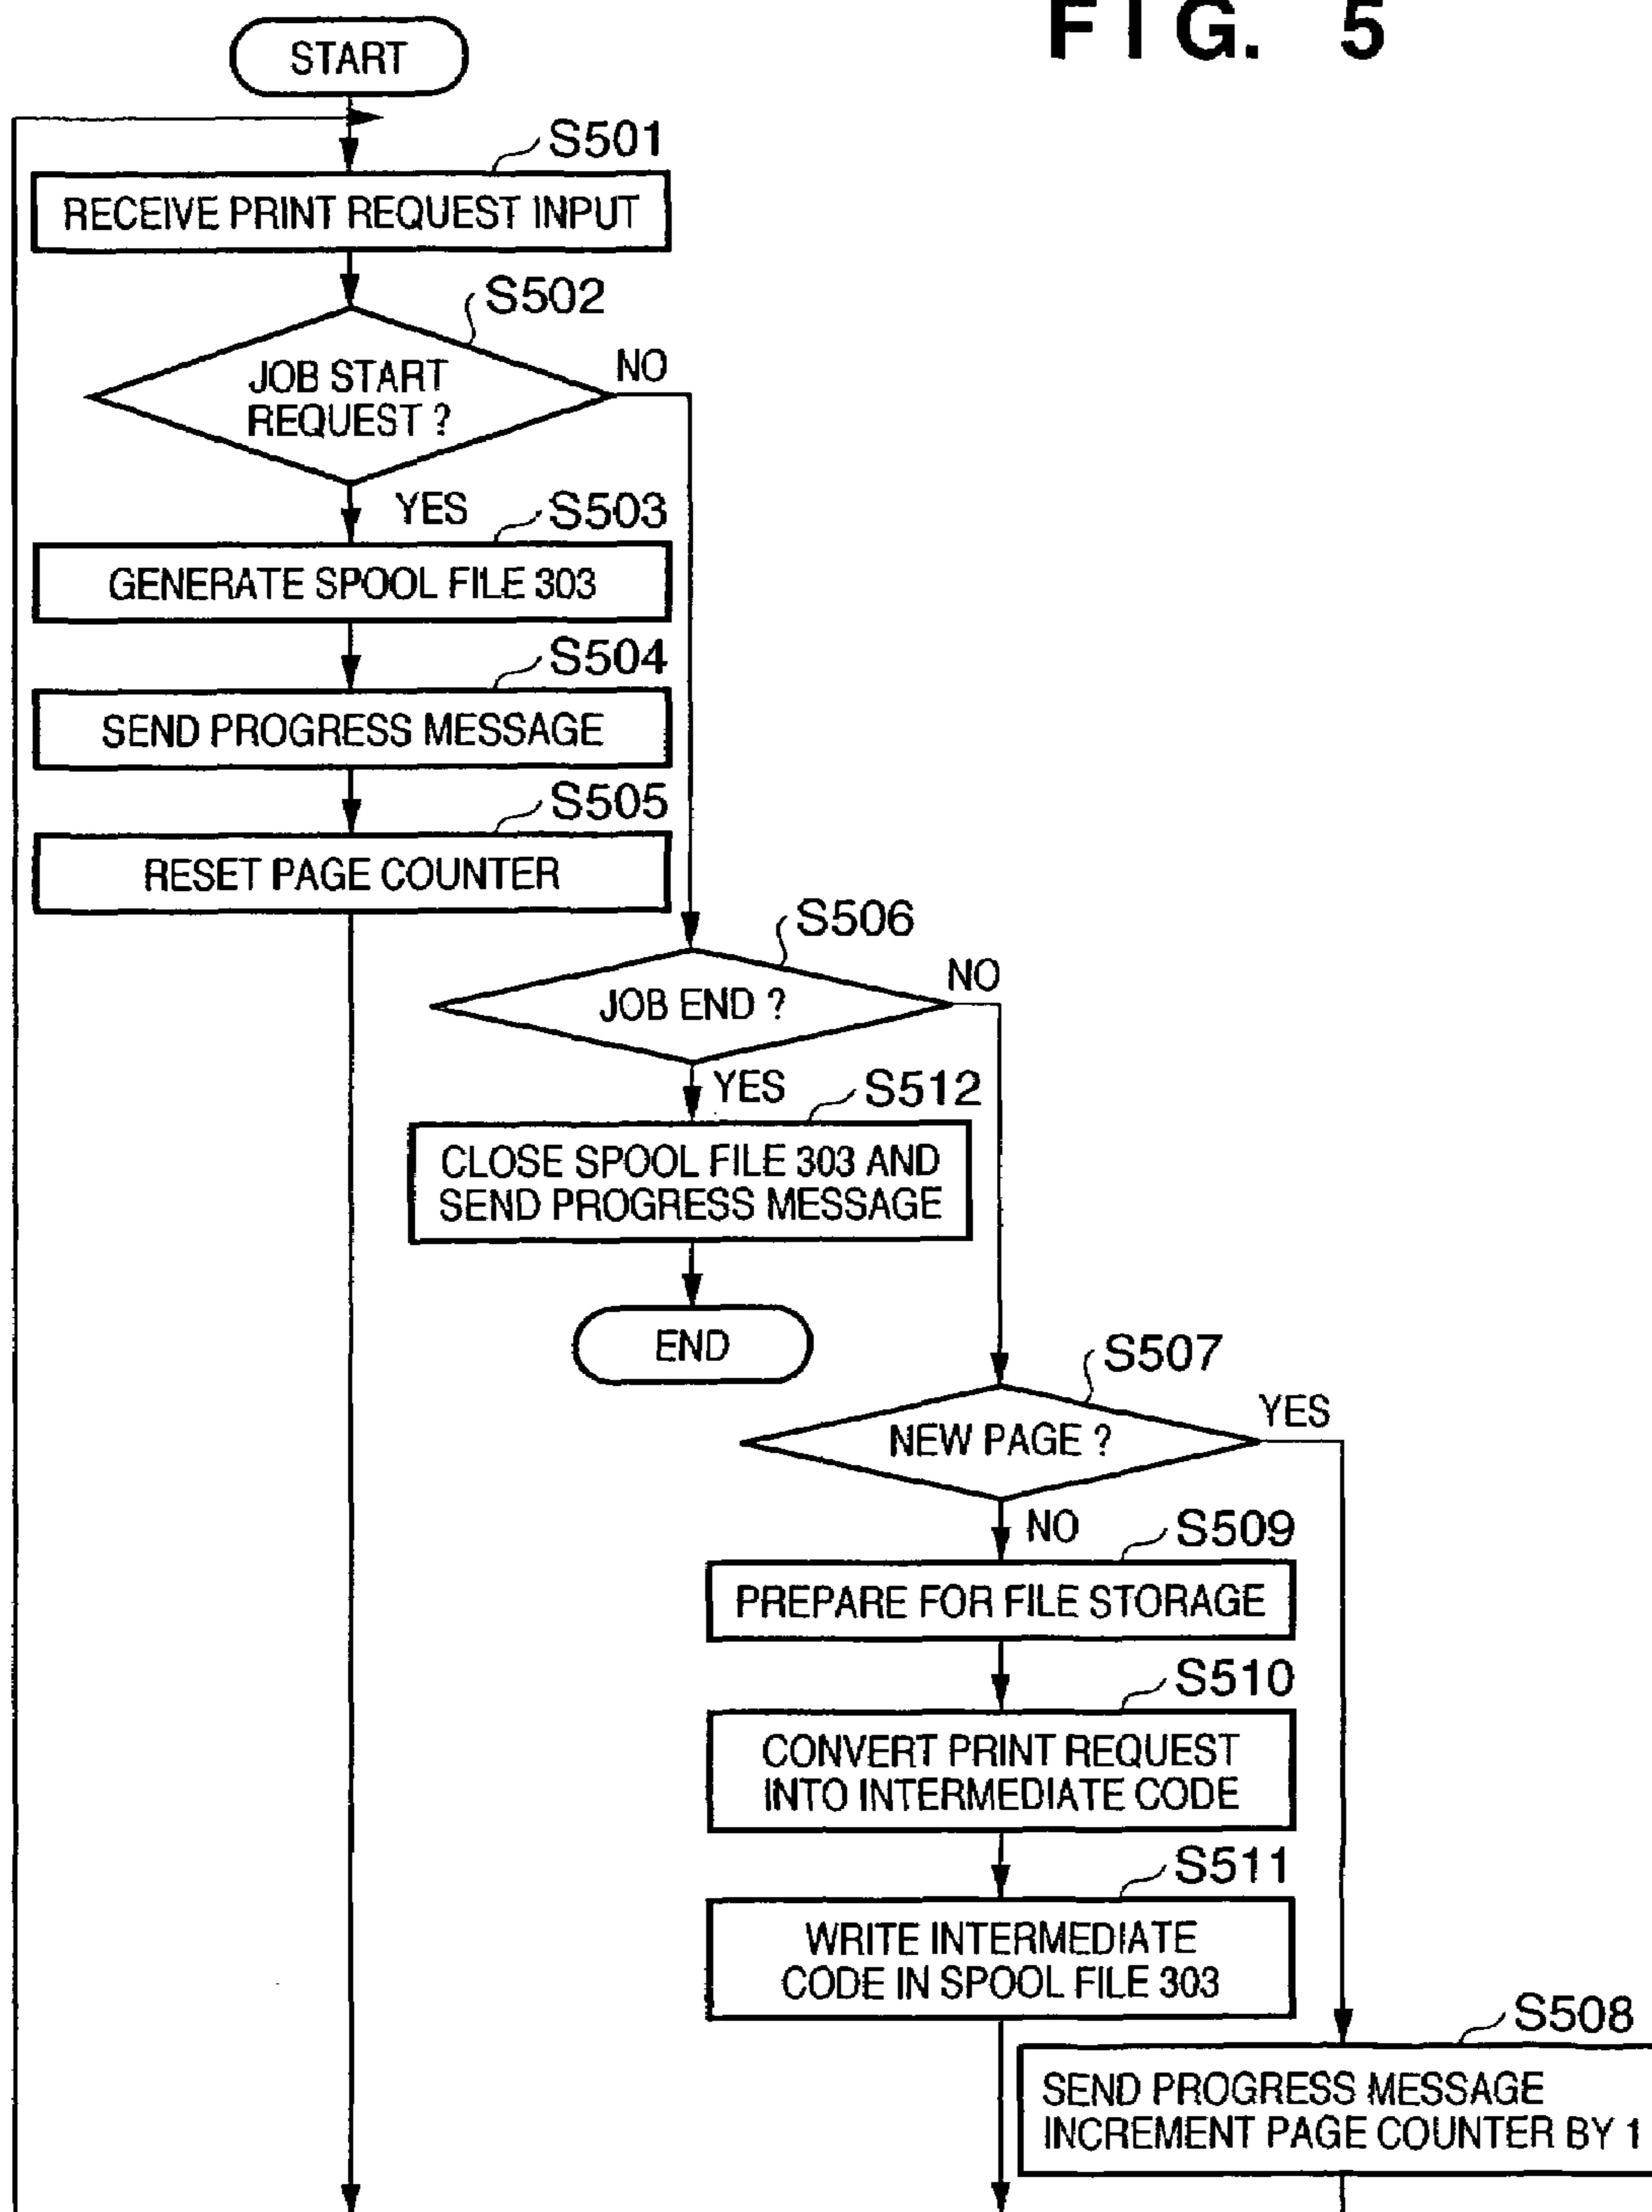 FIG. 5
START
S501
RECEIVE PRINT REQUEST INPUT
S502
JOB START
REQUEST ?
NO
YES
S503
GENERATE SPOOL FILE 303
S504
SEND PROGRESS MESSAGE
S505
RESET PAGE COUNTER
S506
JOB END ?
NO
YES
S512
CLOSE SPOOL FILE 303 AND
SEND PROGRESS MESSAGE
END
S507
NEW PAGE ?
YES
NO
S509
PREPARE FOR FILE STORAGE
S510
CONVERT PRINT REQUEST
INTO INTERMEDIATE CODE
S511
WRITE INTERMEDIATE
CODE IN SPOOL FILE 303
S508
SEND PROGRESS MESSAGE
INCREMENT PAGE COUNTER BY 1